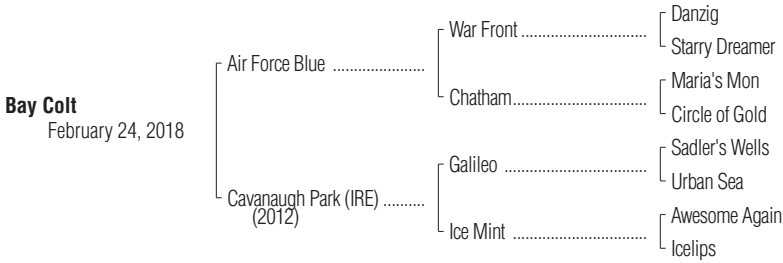 Danzig
War Front ..............................
Starry Dreamer
Air Force Blue ......................
Maria's Mon
Chatham................................
Bay Colt
Circle of Gold
February 24, 2018
Sadler's Wells
Galileo ..................................
Urban Sea
Cavanaugh Park (IRE) ..........
(2012)
Awesome Again
Ice Mint ................................
Icelips